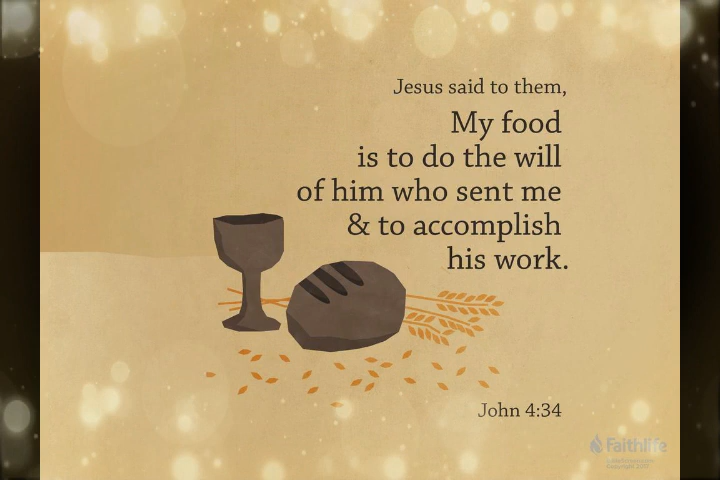 Jesus said to them,
My food
is to do the will
of him who sent me
& to accomplish
his work.
John 4:34
Faithlife